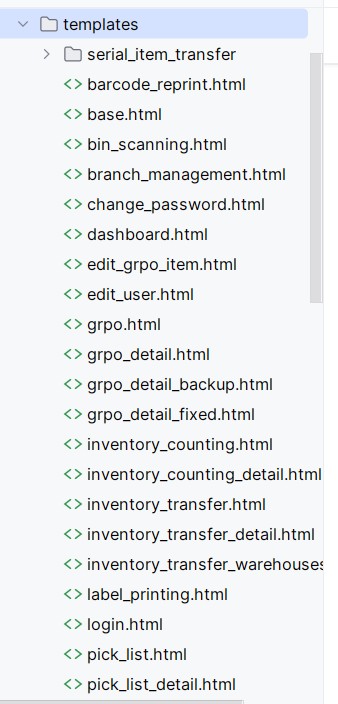 templates
serial_item_transfer
barcode_reprint.html
base.html
bin_scanning.html
branch_management.html
change_password.html
dashboard.html
edit_grpo_item.html
edit_user.html
grpo.html
grpo_detail.html
grpo_detail_backup.html
grpo_detail_fixed.html
inventory_counting.html
inventory_counting_detail.html
inventory_transfer.html
inventory_transfer_detail.html
inventory_transfer_warehouses
label_printing.html
login.html
pick_list.html
pick_list_detail.html